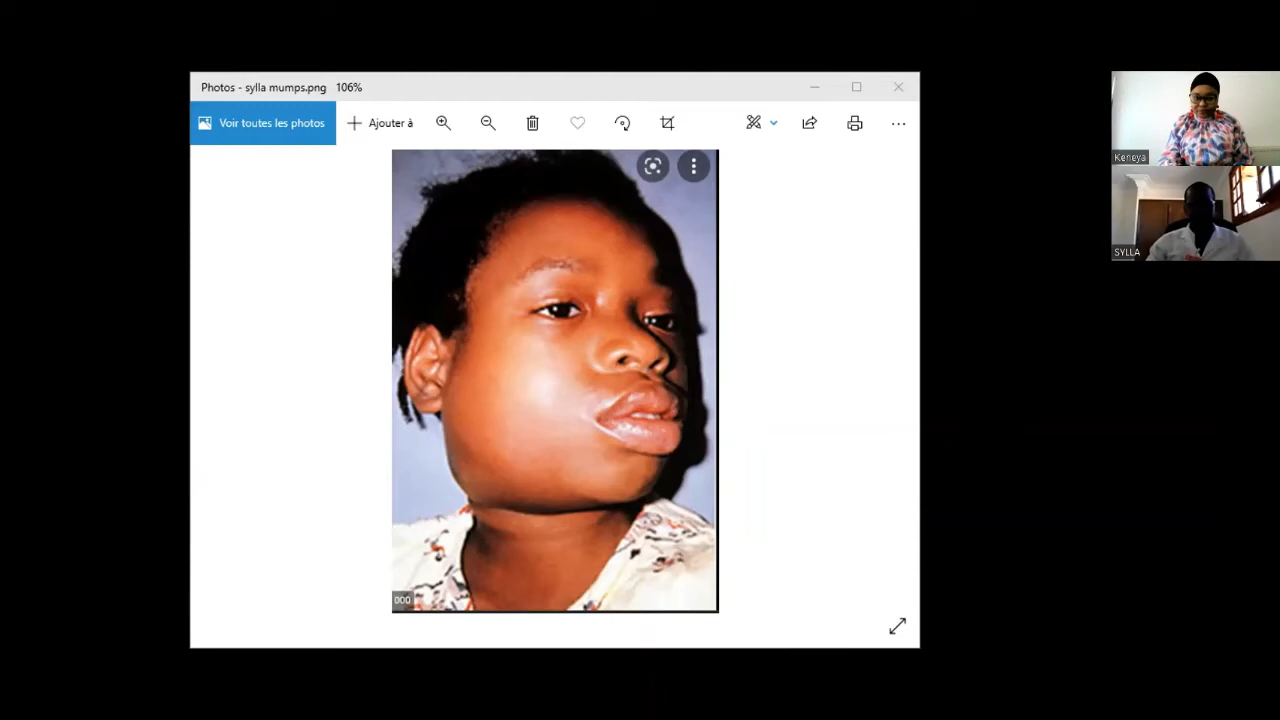 Photos - sylla mumps.png 106%
Voir toutes les photos
Ajouter à
Keneya
SYLLA
000